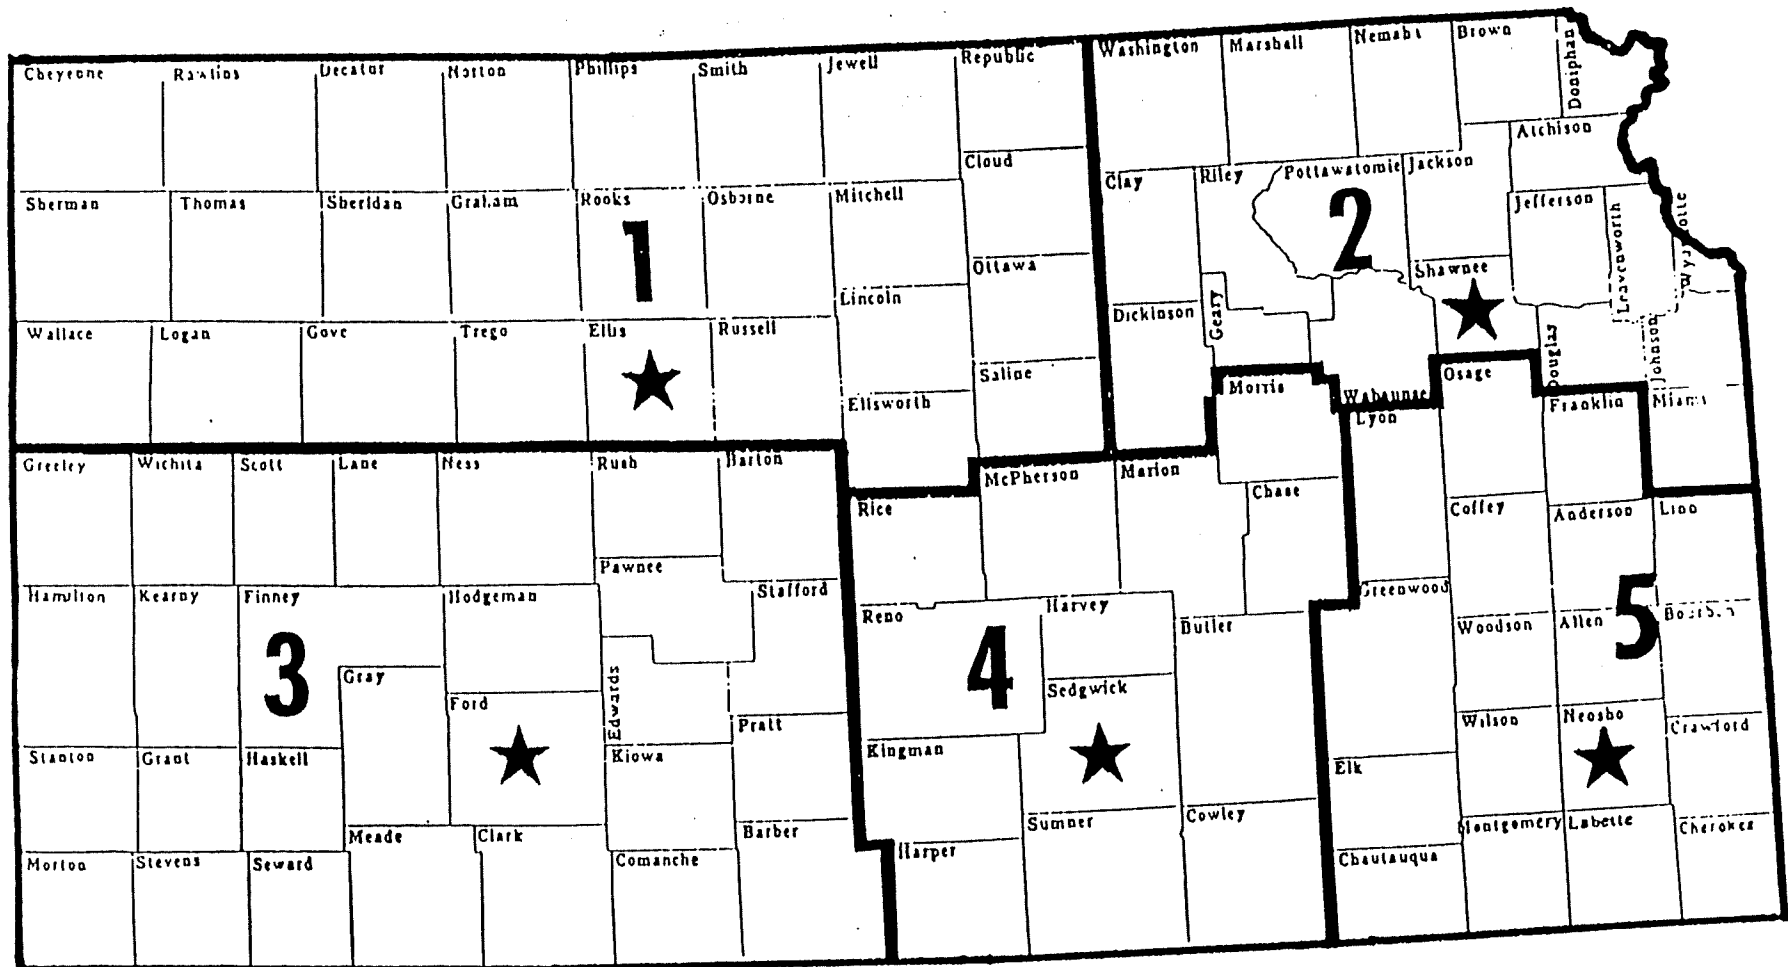 Cheyenne Rawlins Decatur Norton Phillips Smith Jewell Republic Washington Marshall Nemaha Brown Doniphan
Atchison
Cloud
Clay Riley Pottawatomie Jackson
Sherman Thomas Sheridan Graham Rooks Osborne Mitchell
Jefferson Leavenworth Wyandotte
1 2
Ottawa Shawnee
Lincoln
Dickinson Geary
Wallace Logan Gove Trego Ellis Russell
Douglas Johnson
Saline Osage
Morris Wabaunsee
Ellsworth Franklin Miami
Lyon
Greeley Wichita Scott Lane Ness Rush Barton
McPherson Marion
Chase
Rice Coffey Anderson Linn
Pawnee
Stafford
Hamilton Kearny Finney Hodgeman
Greenwood
Reno Harvey
Butler Woodson Allen Bourbon
3 4 5
Gray Edwards
Ford Sedgwick
Pratt Wilson Neosho Crawford
Stanton Grant Haskell Kiowa Kingman
Elk
Meade Clark Barber Sumner Cowley
Montgomery Labette Cherokee
Morton Stevens Seward Comanche Harper Chautauqua